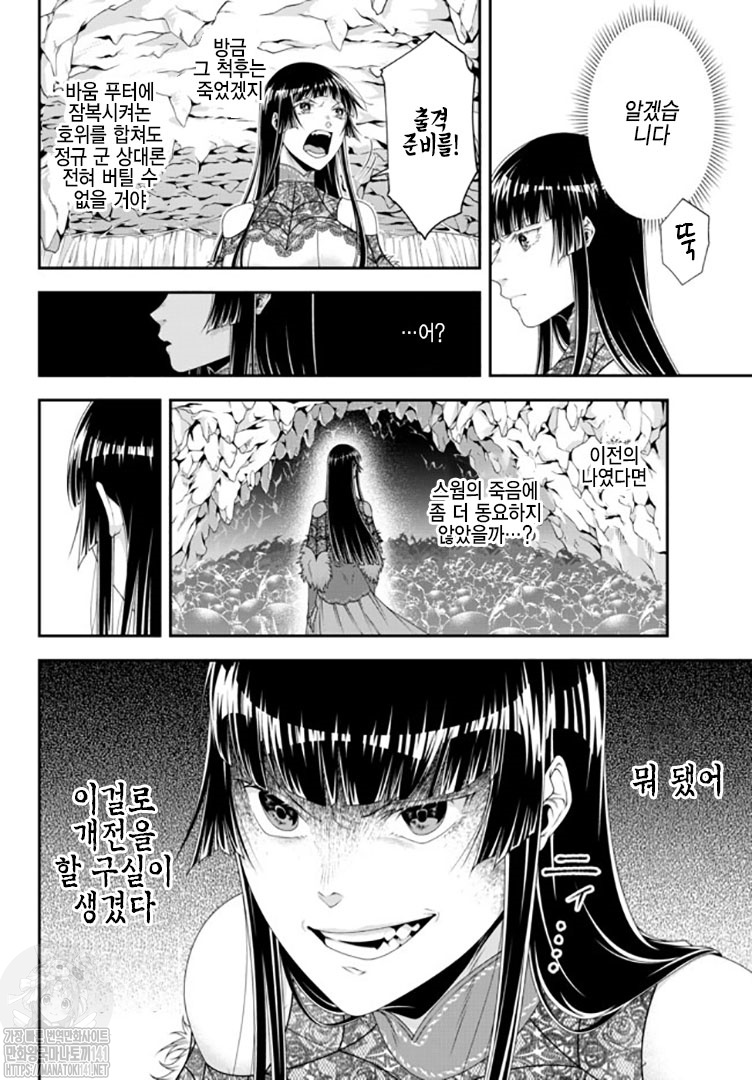 알겠습
니다
뚝
출격
준비를!
방금
그 척후는
죽었겠지
바움 푸터에
잠복시켜논
호위를 합쳐도
정규 군 상대론
전혀 버틸 수
없을 거야
…어?
이전의
나였다면
스웜의 죽음에
좀 더 동요하지
않았을까…?
뭐 됐어
ニィ…
이걸로
개전을
할 구실이
생겼다
가장 빠른 번역만화사이트
만화왕국마나토끼141
HTTPS://MANATOKI141.NET